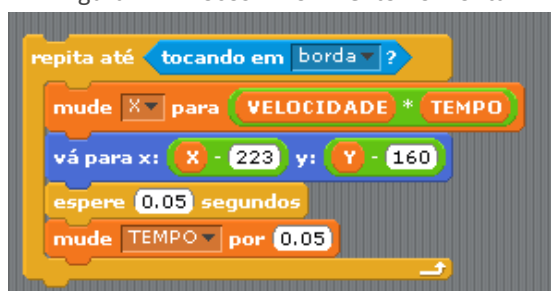 repita até tocando em borda ?
mude X para VELOCIDADE * TEMPO
vá para x: X - 223 y: Y - 160
espere 0.05 segundos
mude TEMPO por 0.05